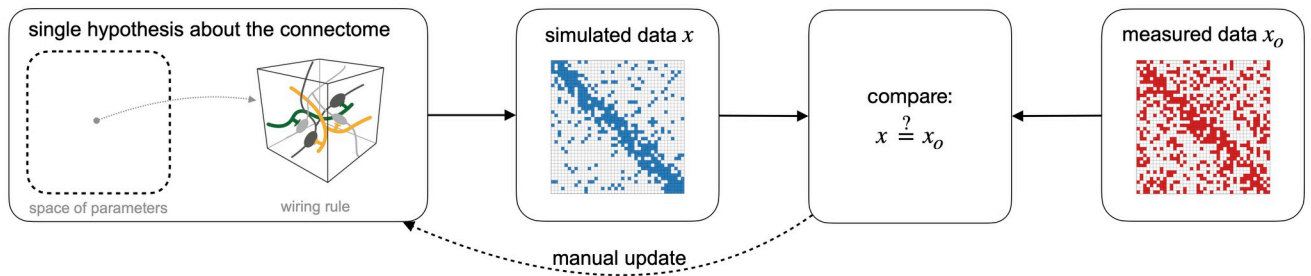 single hypothesis about the connectome
space of parameters
wiring rule
simulated data x
compare:
x ≟ x_o
measured data x_o
manual update